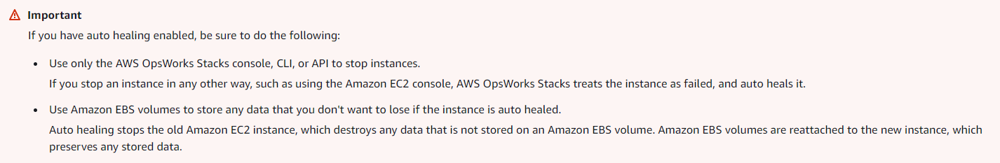 Important
If you have auto healing enabled, be sure to do the following:
• Use only the AWS OpsWorks Stacks console, CLI, or API to stop instances.
If you stop an instance in any other way, such as using the Amazon EC2 console, AWS OpsWorks Stacks treats the instance as failed, and auto heals it.
• Use Amazon EBS volumes to store any data that you don't want to lose if the instance is auto healed.
Auto healing stops the old Amazon EC2 instance, which destroys any data that is not stored on an Amazon EBS volume. Amazon EBS volumes are reattached to the new instance, which
preserves any stored data.